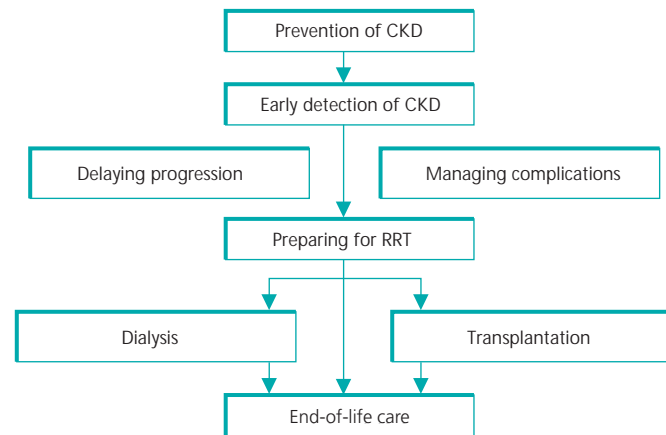 Prevention of CKD
Early detection of CKD
Delaying progression
Managing complications
Preparing for RRT
Dialysis
Transplantation
End-of-life care